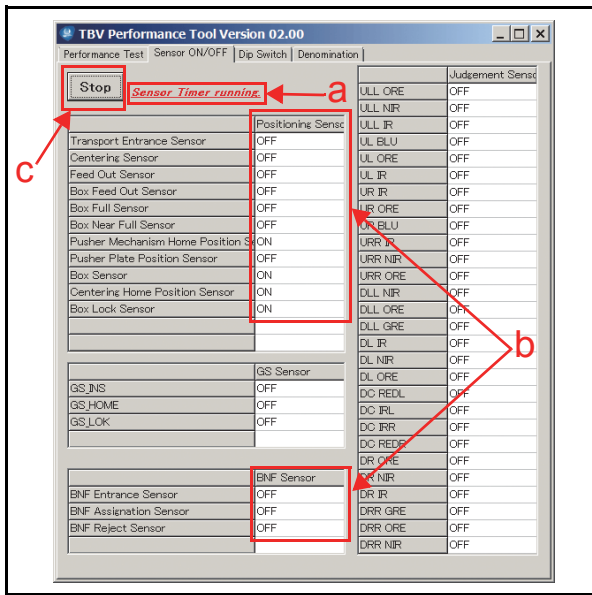 TBV Performance Tool Version 02.00
Performance Test Sensor ON/OFF Dip Switch Denomination
Stop Sensor Timer running. a
c
Positioning Senso
Transport Entrance Sensor OFF
Centering Sensor OFF
Feed Out Sensor OFF
Box Feed Out Sensor OFF
Box Full Sensor OFF
Box Near Full Sensor OFF
Pusher Mechanism Home Position S ON
Pusher Plate Position Sensor OFF
Box Sensor ON
Centering Home Position Sensor ON
Box Lock Sensor ON
GS Sensor
GS_INS OFF
GS_HOME OFF
GS_LOK OFF
BNF Sensor
BNF Entrance Sensor OFF
BNF Assignation Sensor OFF
BNF Reject Sensor OFF
Judgement Senso
ULL ORE OFF
ULL NIR OFF
ULL IR OFF
UL BLU OFF
UL ORE OFF
UL IR OFF
UR IR OFF
UR ORE OFF
UR BLU OFF
URR IR OFF
URR NIR OFF
URR ORE OFF
DLL NIR OFF
DLL ORE OFF
DLL GRE OFF
DL IR OFF
DL NIR OFF
DL ORE OFF
DC REDL OFF
DC IRL OFF
DC IRR OFF
DC REDR OFF
DR ORE OFF
DR NIR OFF
DR IR OFF
DRR GRE OFF
DRR ORE OFF
DRR NIR OFF
b